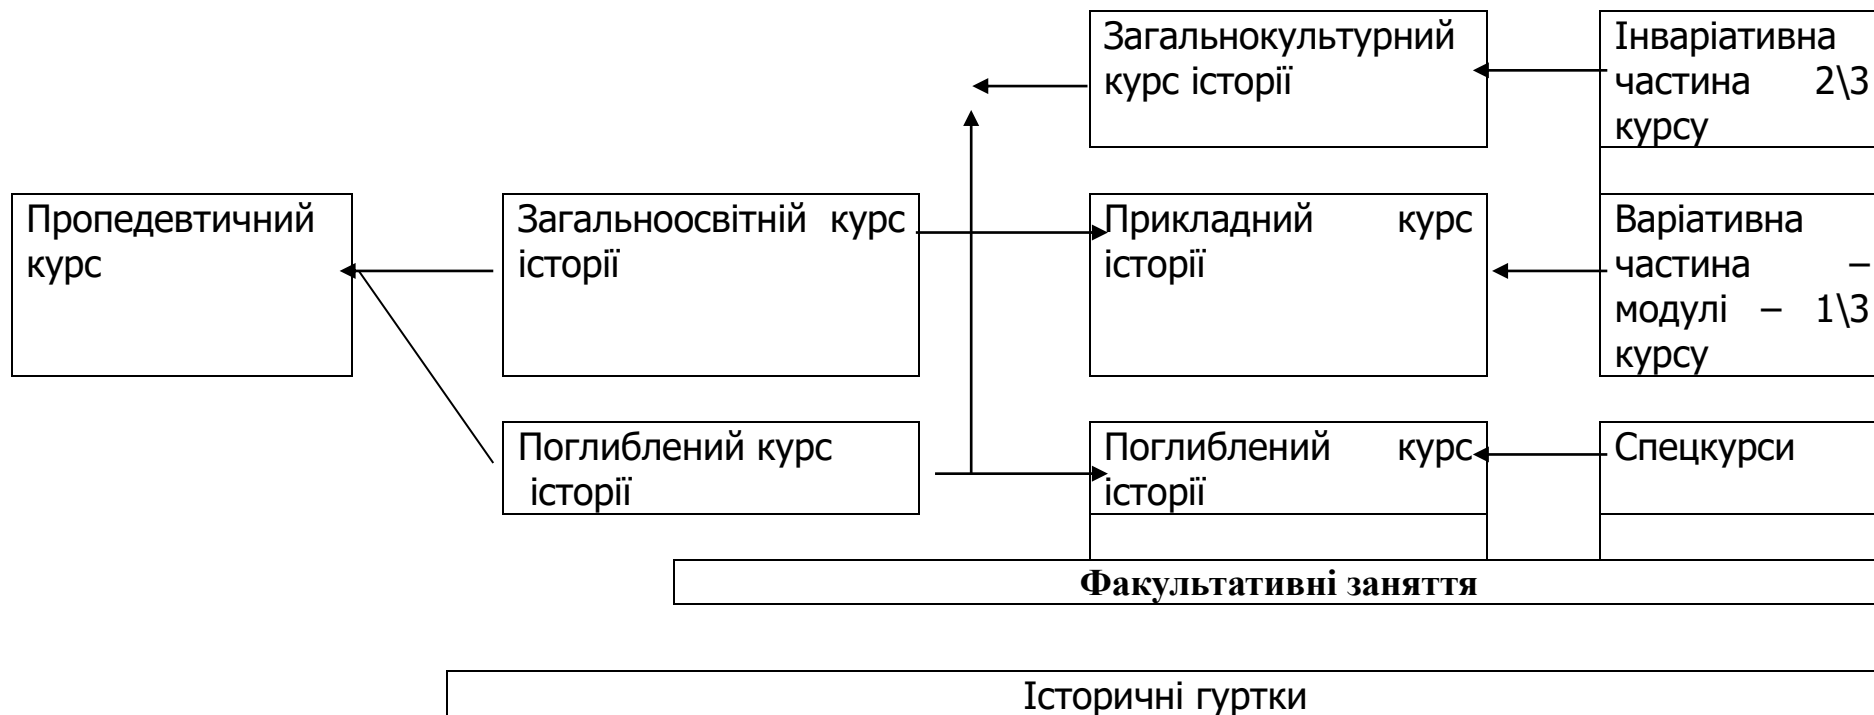 Загальнокультурний
курс історії
Інваріативна
частина 2\3
курсу
Пропедевтичний
курс
Загальноосвітній курс
історії
Прикладний курс
історії
Варіативна
частина –
модулі – 1\3
курсу
Поглиблений курс
історії
Поглиблений курс
історії
Спецкурси
Факультативні заняття
Історичні гуртки